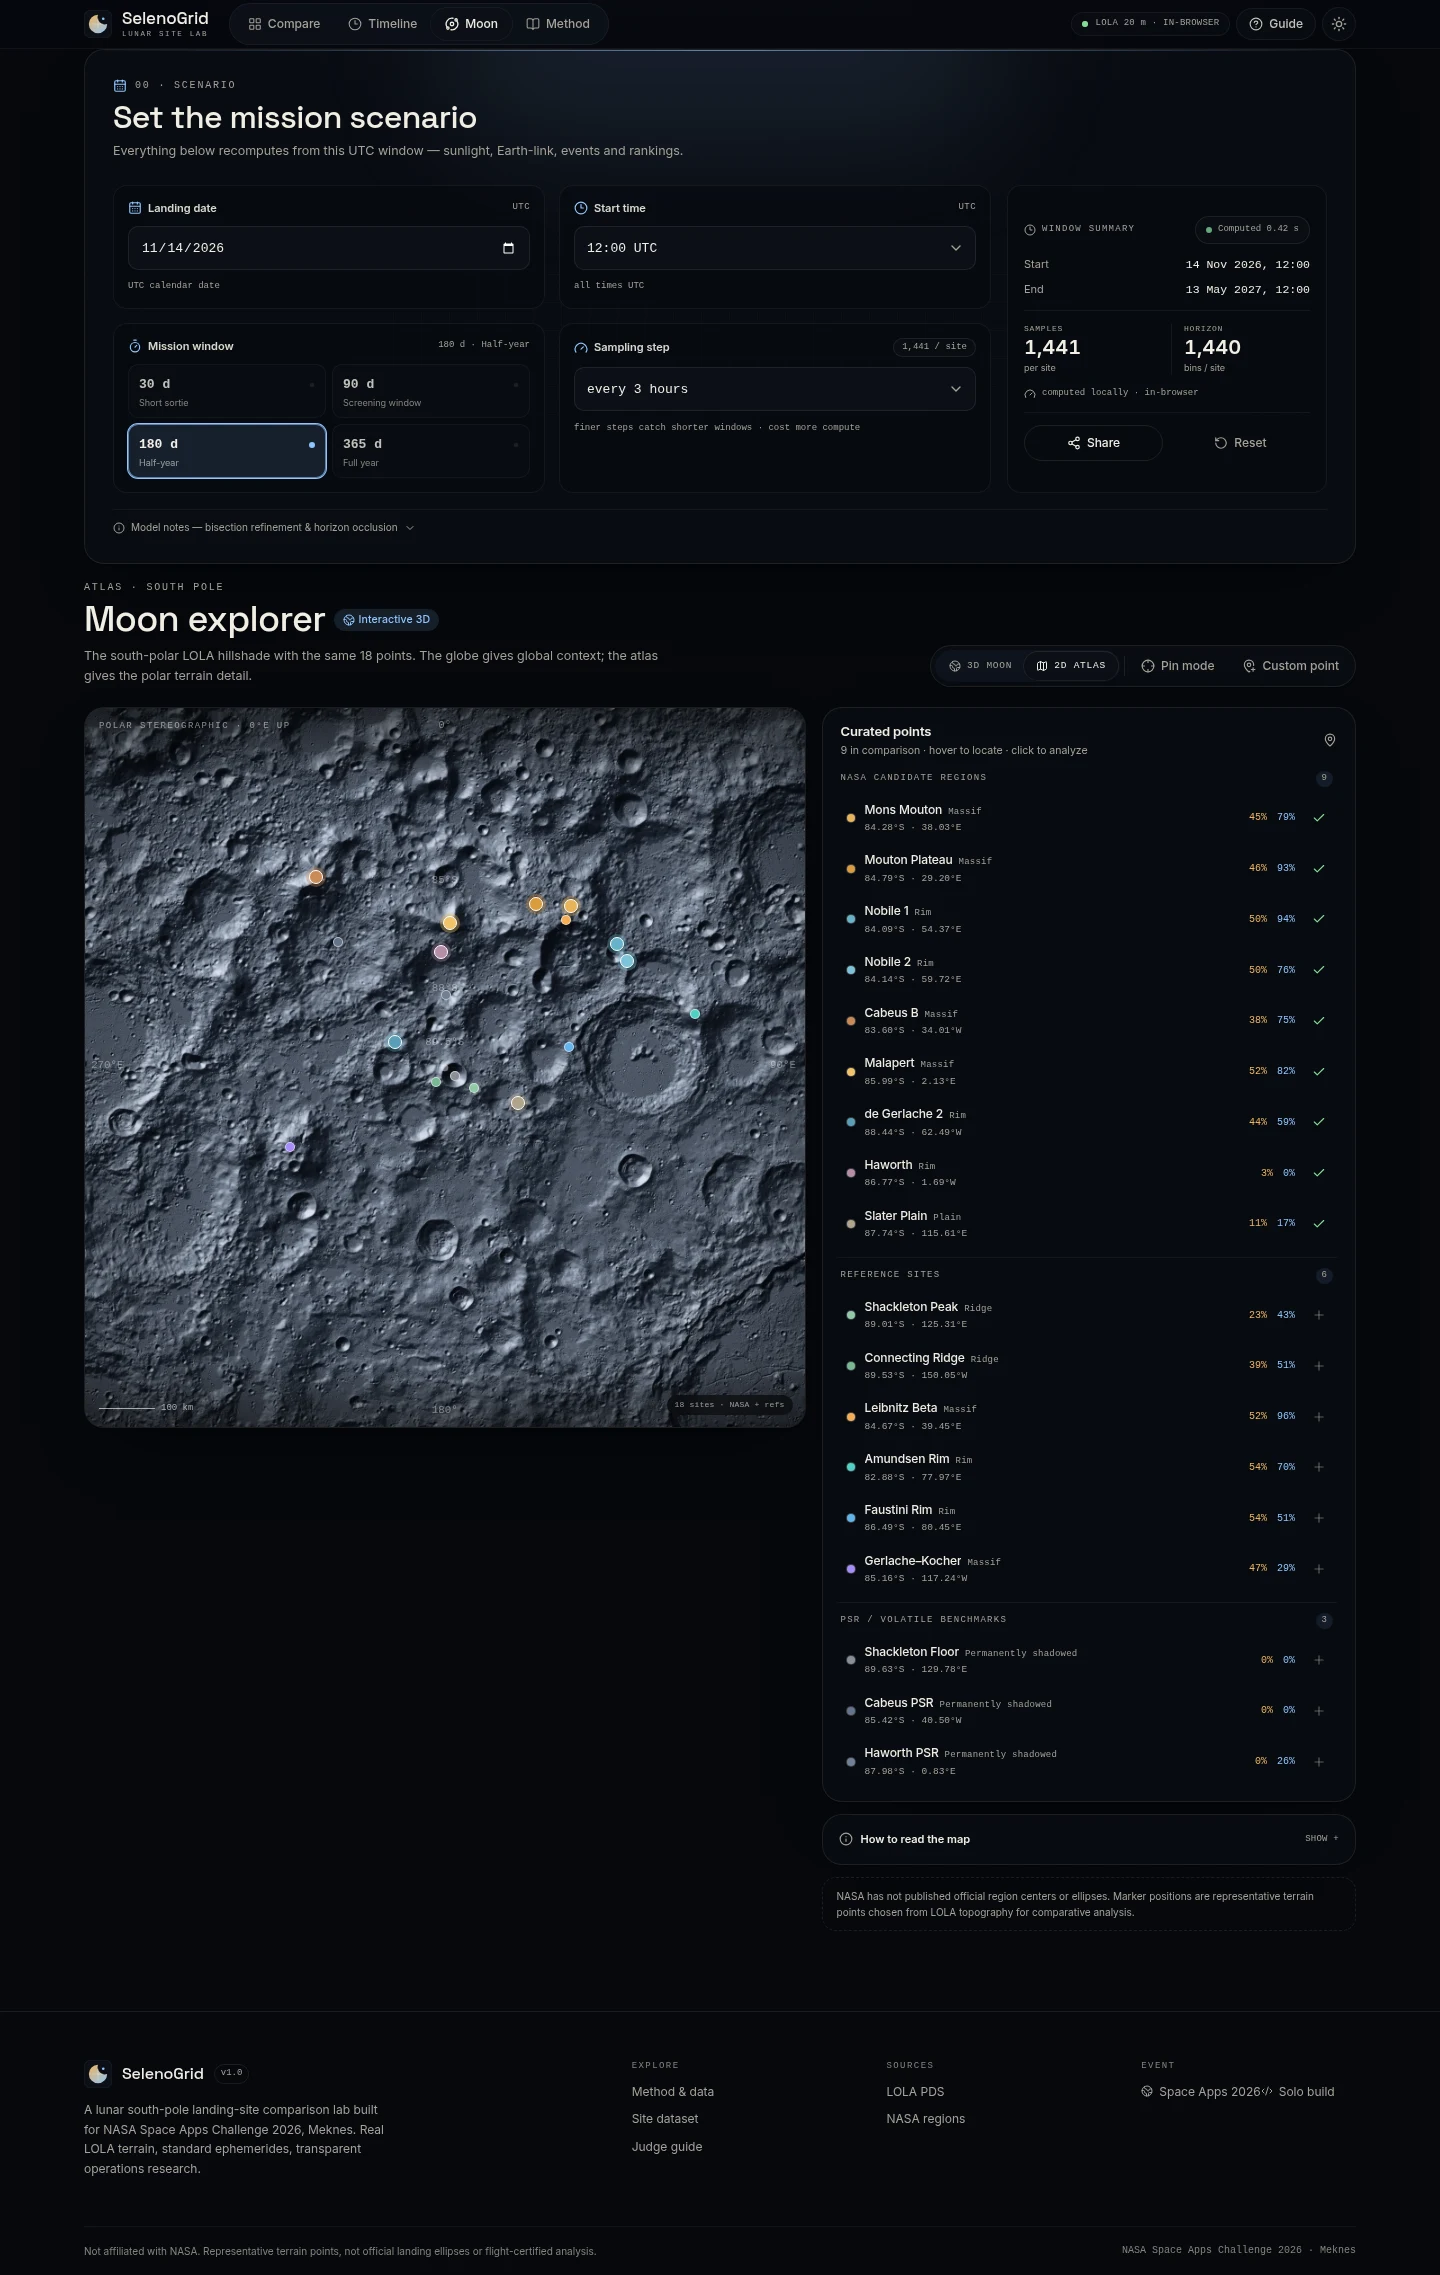 SelenoGrid
LUNAR SITE LAB
Compare
Timeline
Moon
Method
LOLA 20 m · IN-BROWSER
Guide
00 · SCENARIO
Set the mission scenario
Everything below recomputes from this UTC window — sunlight, Earth-link, events and rankings.
Landing date
UTC
11/14/2026
UTC calendar date
Start time
UTC
12:00 UTC
all times UTC
Mission window
180 d · Half-year
30 d
Short sortie
90 d
Screening window
180 d
Half-year
365 d
Full year
Sampling step
1,441 / site
every 3 hours
finer steps catch shorter windows · cost more compute
WINDOW SUMMARY
Computed 0.42 s
Start
14 Nov 2026, 12:00
End
13 May 2027, 12:00
SAMPLES
1,441
per site
HORIZON
1,440
bins / site
computed locally · in-browser
Share
Reset
Model notes — bisection refinement & horizon occlusion
ATLAS · SOUTH POLE
Moon explorer
Interactive 3D
The south-polar LOLA hillshade with the same 18 points. The globe gives global context; the atlas
gives the polar terrain detail.
3D MOON
2D ATLAS
Pin mode
Custom point
POLAR STEREOGRAPHIC · 0°E UP
0°
85°S
270°E
180°
100 km
18 sites · NASA + refs
Curated points
9 in comparison · hover to locate · click to analyze
NASA CANDIDATE REGIONS
9
Mons Mouton Massif
84.28°S · 38.03°E
45% 79%
Mouton Plateau Massif
84.79°S · 29.20°E
46% 93%
Nobile 1 Rim
84.09°S · 54.37°E
50% 94%
Nobile 2 Rim
84.14°S · 59.72°E
50% 76%
Cabeus B Massif
83.60°S · 34.01°W
38% 75%
Malapert Massif
85.99°S · 2.13°E
52% 82%
de Gerlache 2 Rim
88.44°S · 62.49°W
44% 59%
Haworth Rim
86.77°S · 1.69°W
3% 0%
Slater Plain Plain
87.74°S · 115.61°E
11% 17%
REFERENCE SITES
6
Shackleton Peak Ridge
89.01°S · 125.31°E
23% 43%
Connecting Ridge Ridge
89.53°S · 150.05°W
39% 51%
Leibnitz Beta Massif
84.67°S · 39.45°E
52% 96%
Amundsen Rim Rim
82.88°S · 77.97°E
54% 70%
Faustini Rim Rim
86.49°S · 80.45°E
54% 51%
Gerlache–Kocher Massif
85.16°S · 117.24°W
47% 29%
PSR / VOLATILE BENCHMARKS
3
Shackleton Floor Permanently shadowed
89.63°S · 129.78°E
0% 0%
Cabeus PSR Permanently shadowed
85.42°S · 40.50°W
0% 0%
Haworth PSR Permanently shadowed
87.98°S · 0.83°E
0% 26%
How to read the map
SHOW +
NASA has not published official region centers or ellipses. Marker positions are representative terrain
points chosen from LOLA topography for comparative analysis.
SelenoGrid
v1.0
A lunar south-pole landing-site comparison lab built
for NASA Space Apps Challenge 2026, Meknes. Real
LOLA terrain, standard ephemerides, transparent
operations research.
EXPLORE
Method & data
Site dataset
Judge guide
SOURCES
LOLA PDS
NASA regions
EVENT
Space Apps 2026
Solo build
Not affiliated with NASA. Representative terrain points, not official landing ellipses or flight-certified analysis.
NASA Space Apps Challenge 2026 · Meknes